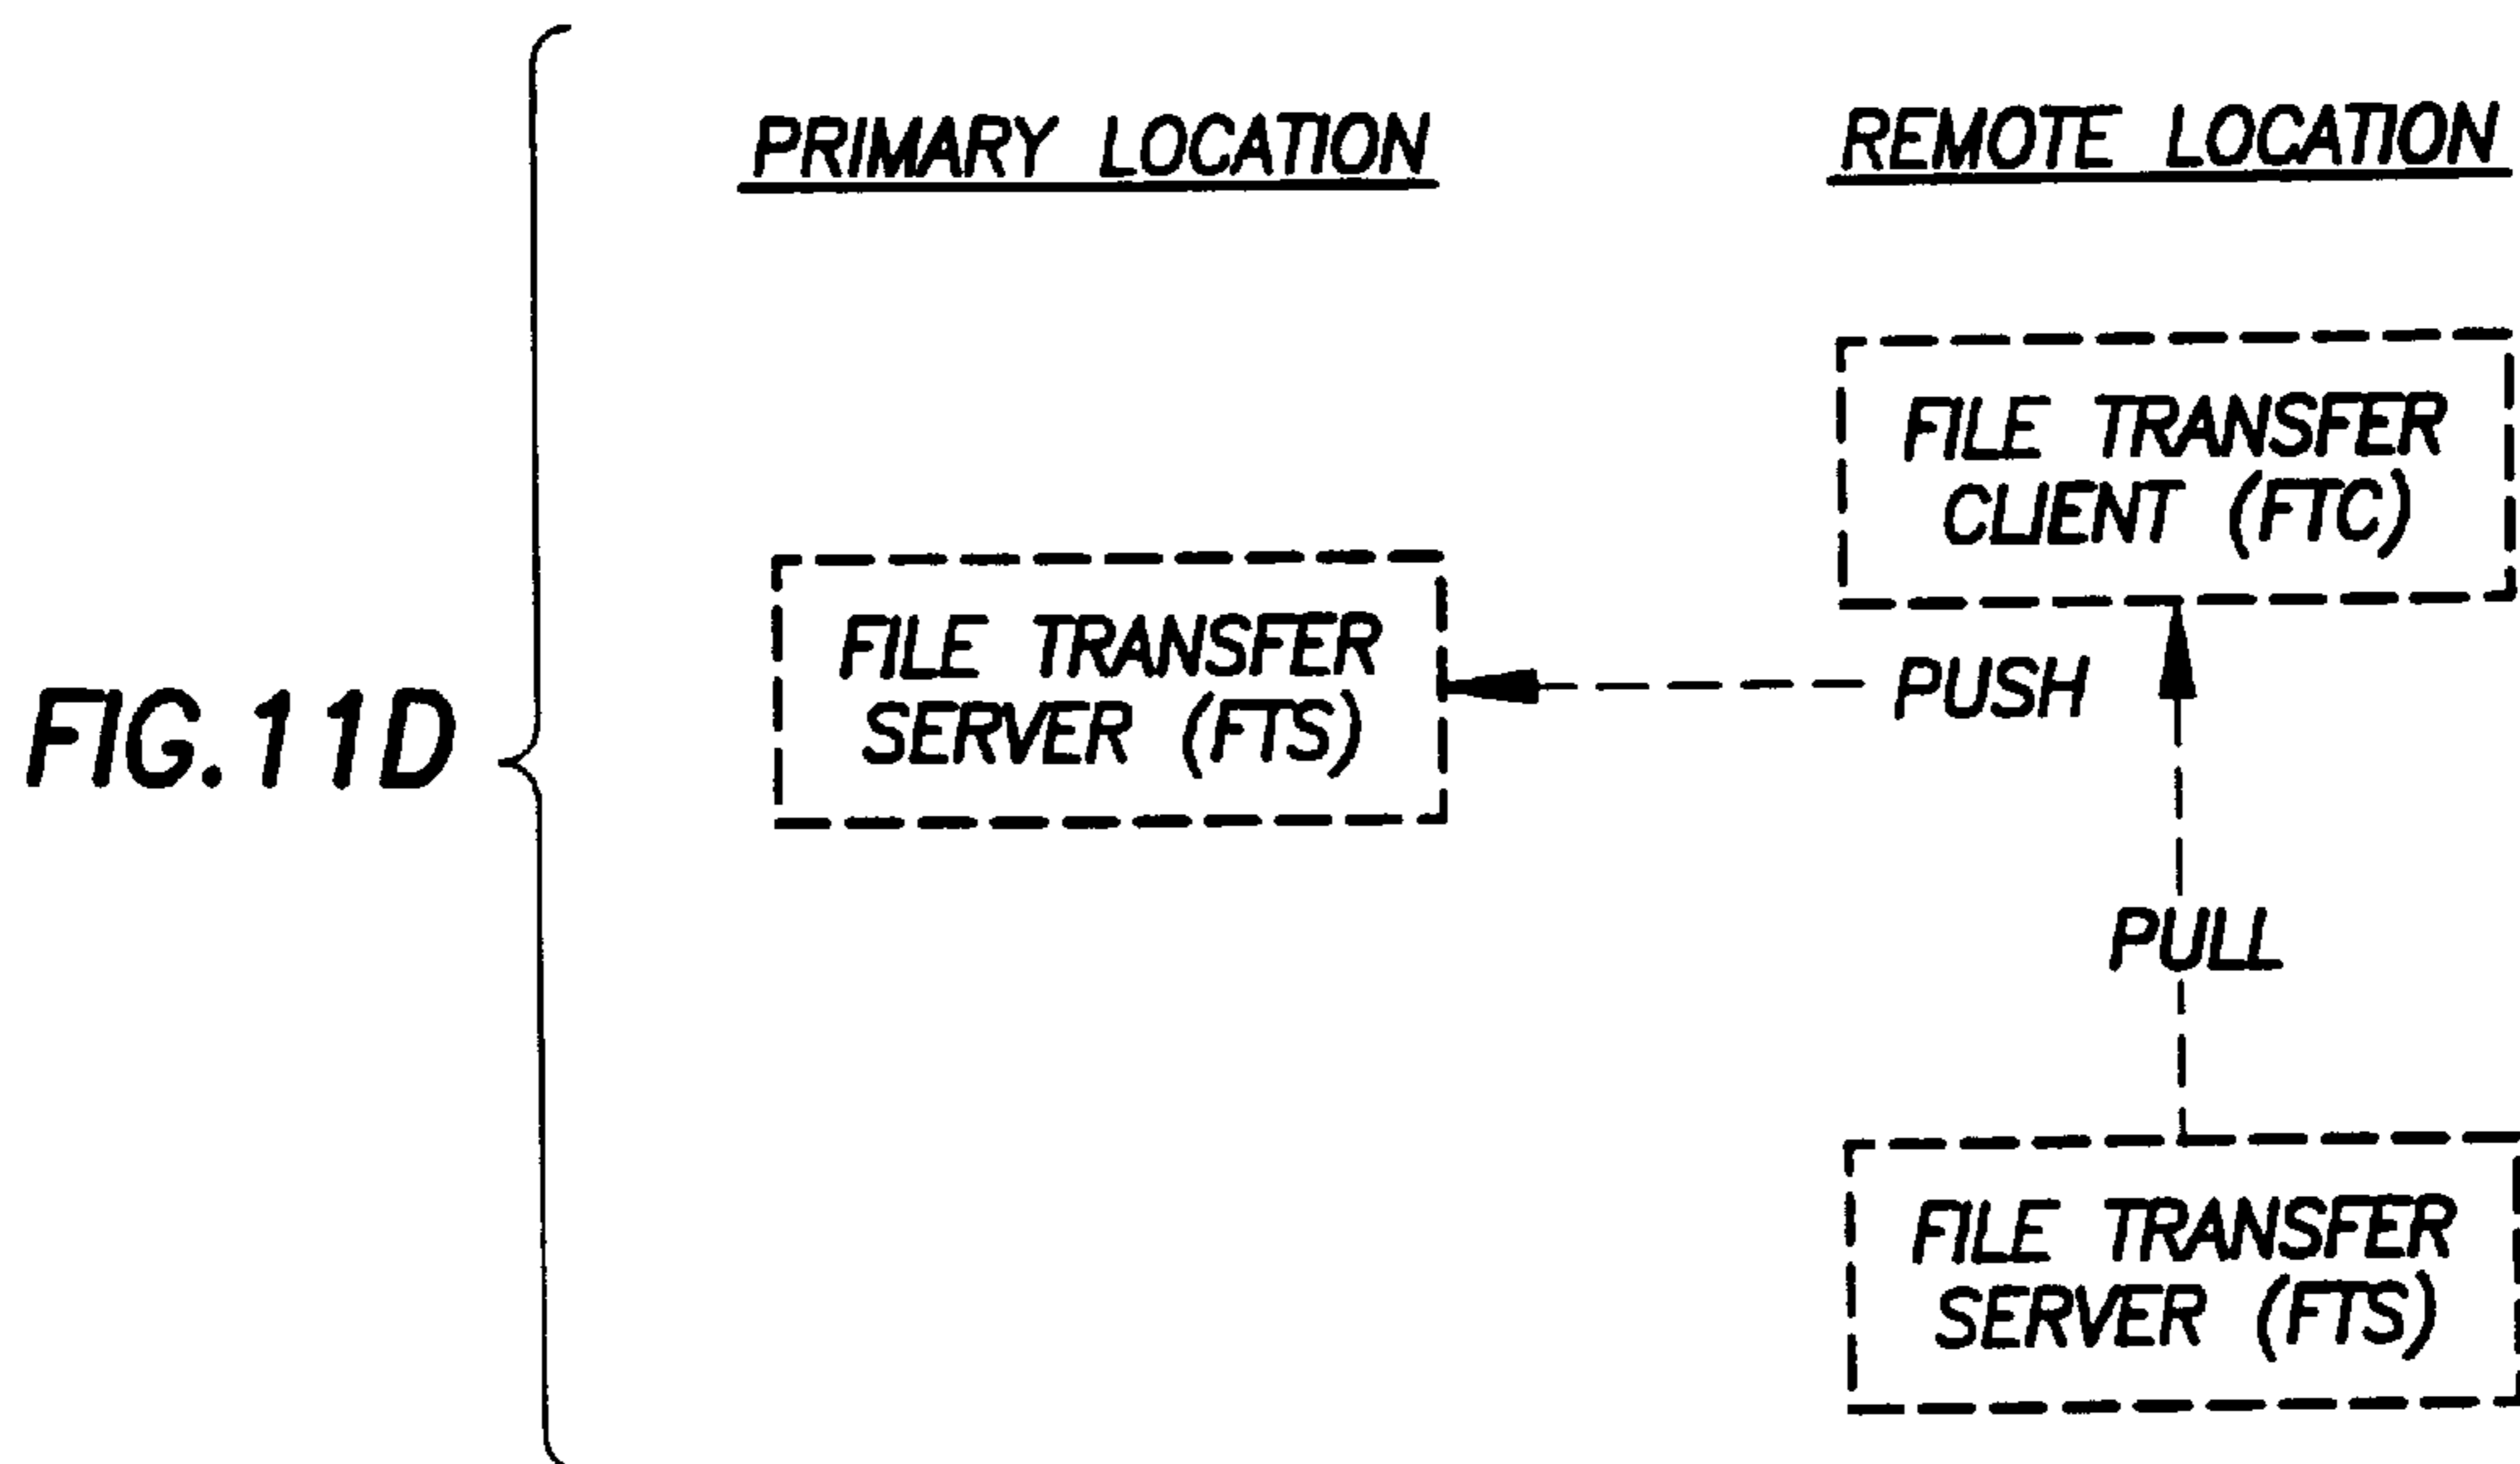 PRIMARY LOCATION
REMOTE LOCATION
FILE TRANSFER
CLIENT (FTC)
FILE TRANSFER
SERVER (FTS)
PUSH
FIG.11D
PULL
FILE TRANSFER
SERVER (FTS)